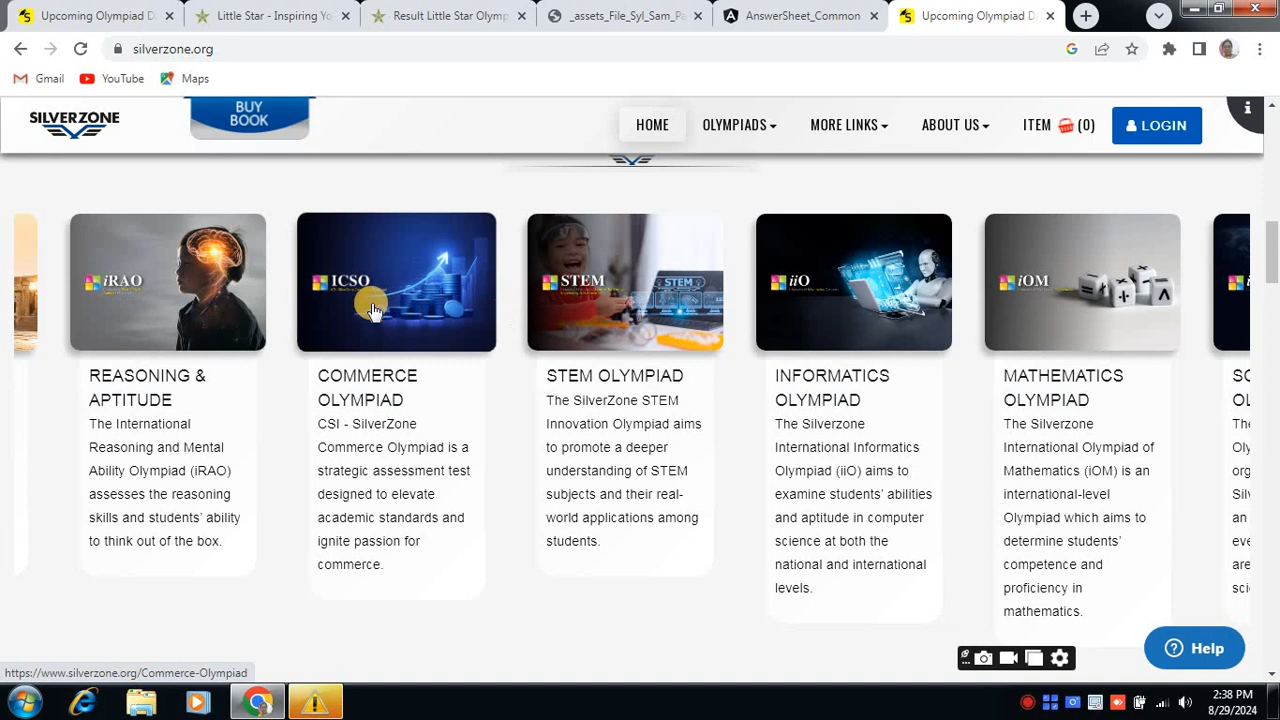 Upcoming Olympiad D
Little Star - Inspiring Yo
Result Little Star Olymp
_assets_File_Syl_Sam_Pa
AnswerSheet_Common
Upcoming Olympiad D
silverzone.org
Gmail
YouTube
Maps
SILVERZONE
BUY
BOOK
HOME
OLYMPIADS
MORE LINKS
ABOUT US
ITEM (0)
LOGIN
iRAO
ICSO
STEM
STEM
iiO
iOM
REASONING &
APTITUDE
The International
Reasoning and Mental
Ability Olympiad (iRAO)
assesses the reasoning
skills and students' ability
to think out of the box.
COMMERCE
OLYMPIAD
CSI - SilverZone
Commerce Olympiad is a
strategic assessment test
designed to elevate
academic standards and
ignite passion for
commerce.
STEM OLYMPIAD
The SilverZone STEM
Innovation Olympiad aims
to promote a deeper
understanding of STEM
subjects and their real-
world applications among
students.
INFORMATICS
OLYMPIAD
The Silverzone
International Informatics
Olympiad (iiO) aims to
examine students' abilities
and aptitude in computer
science at both the
national and international
levels.
MATHEMATICS
OLYMPIAD
The Silverzone
International Olympiad of
Mathematics (iOM) is an
international-level
Olympiad which aims to
determine students'
competence and
proficiency in
mathematics.
Help
https://www.silverzone.org/Commerce-Olympiad
2:38 PM
8/29/2024